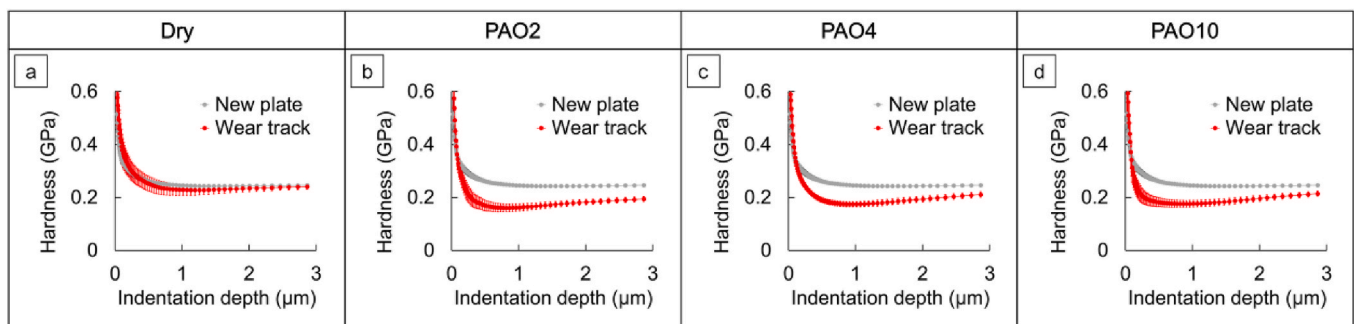 Dry
PAO2
PAO4
PAO10
a
0.6
0.4
0.2
0
Hardness (GPa)
New plate
Wear track
0 1 2 3
Indentation depth (µm)
b
0.6
0.4
0.2
0
Hardness (GPa)
New plate
Wear track
0 1 2 3
Indentation depth (µm)
c
0.6
0.4
0.2
0
Hardness (GPa)
New plate
Wear track
0 1 2 3
Indentation depth (µm)
d
0.6
0.4
0.2
0
Hardness (GPa)
New plate
Wear track
0 1 2 3
Indentation depth (µm)